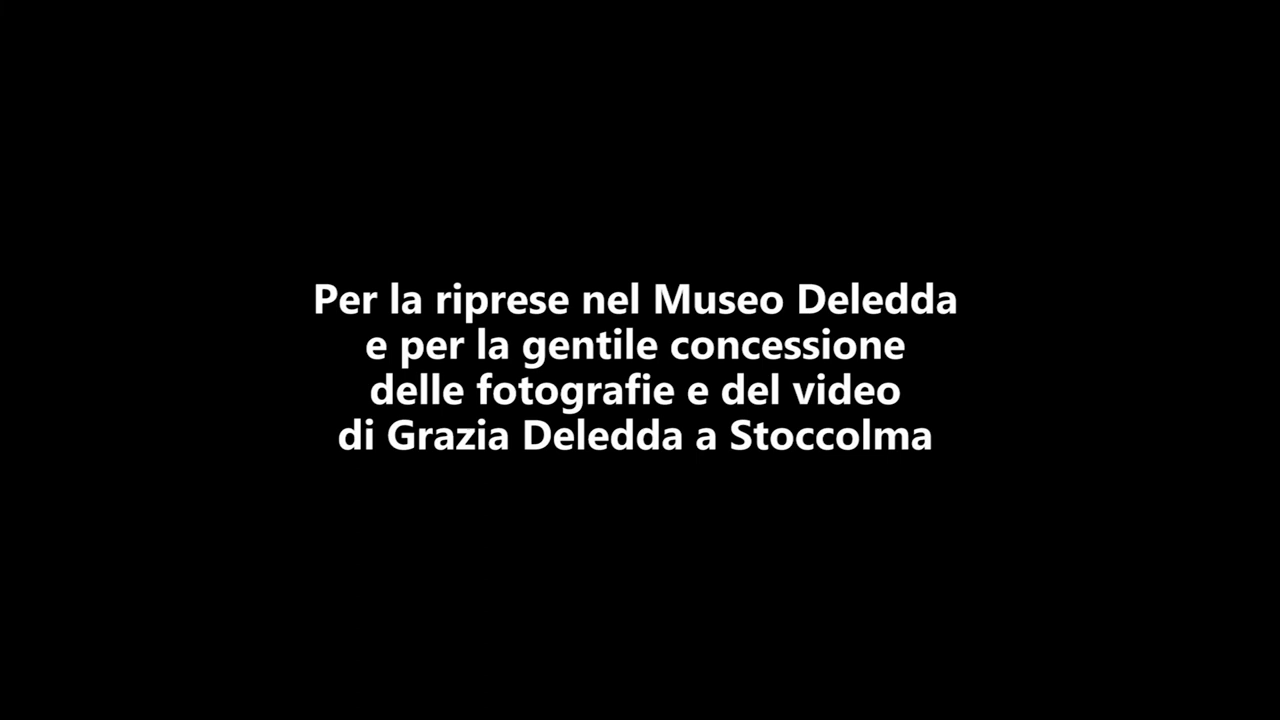 Per la riprese nel Museo Deledda
e per la gentile concessione
delle fotografie e del video
di Grazia Deledda a Stoccolma